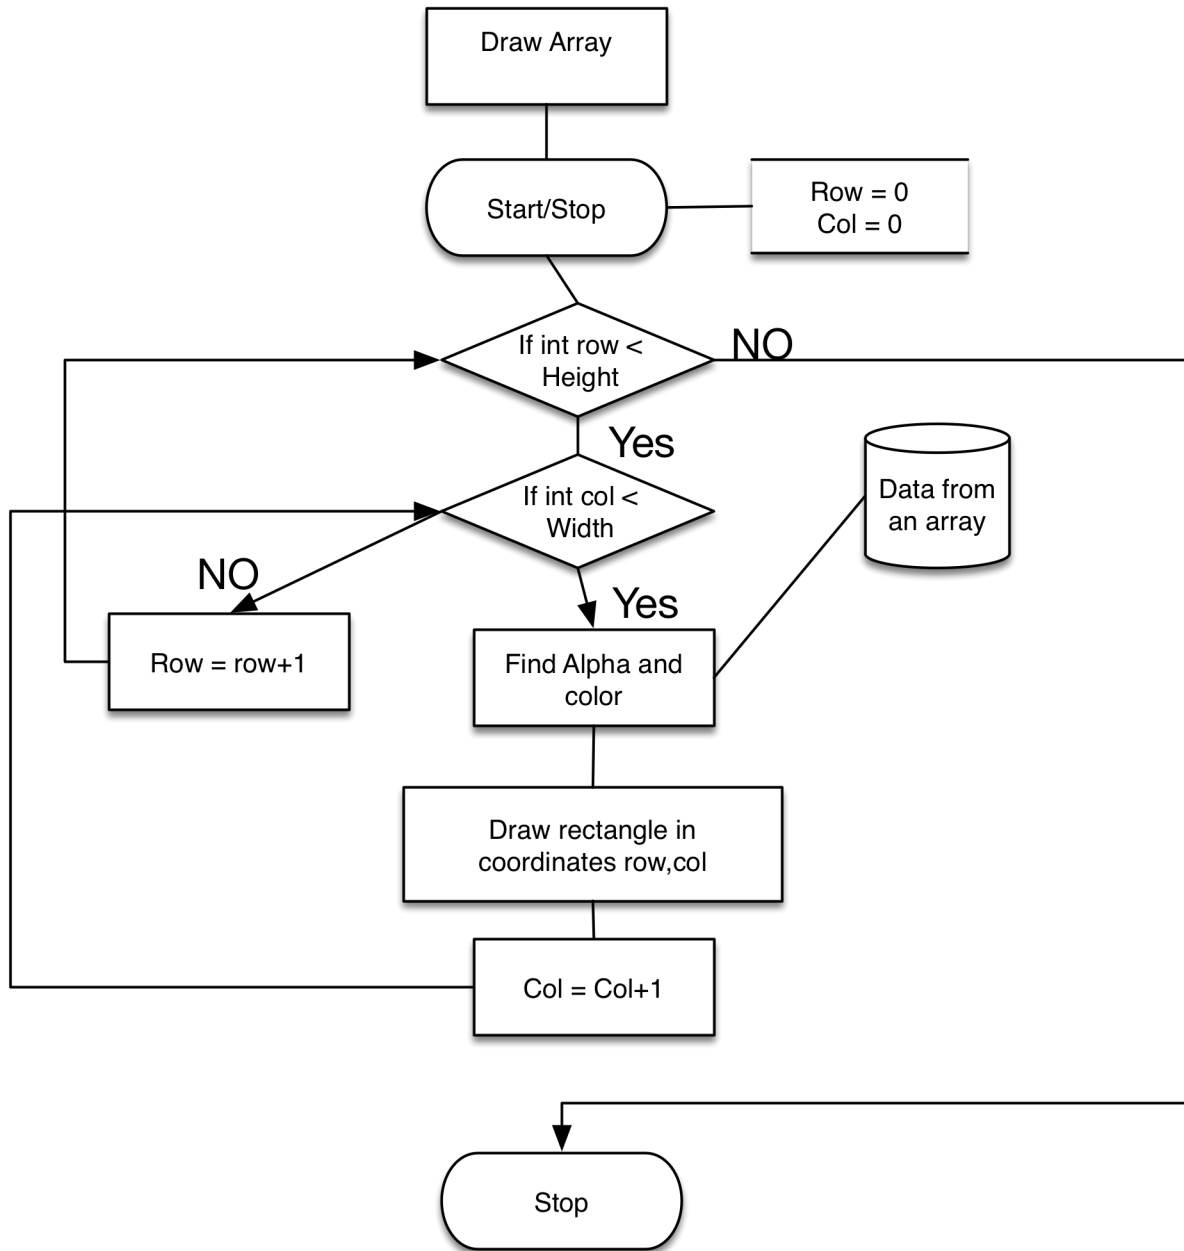 Draw Array
Start/Stop
Row = 0
Col = 0
If int row <
Height
NO
Yes
If int col <
Width
Data from
an array
NO
Yes
Row = row+1
Find Alpha and
color
Draw rectangle in
coordinates row,col
Col = Col+1
Stop